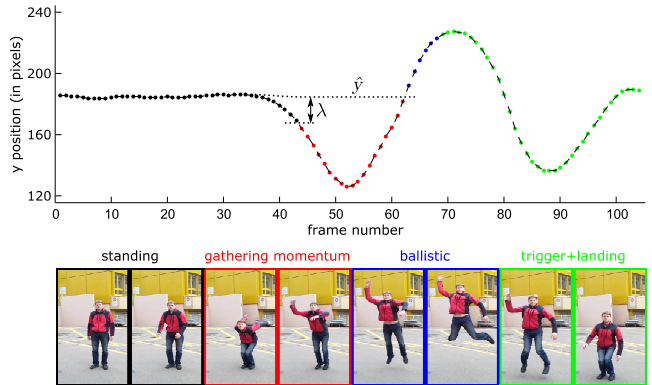 240
200
160
120
y position (in pixels)
ŷ
λ
1 10 20 30 40 50 60 70 80 90 100
frame number
standing gathering momentum ballistic trigger+landing